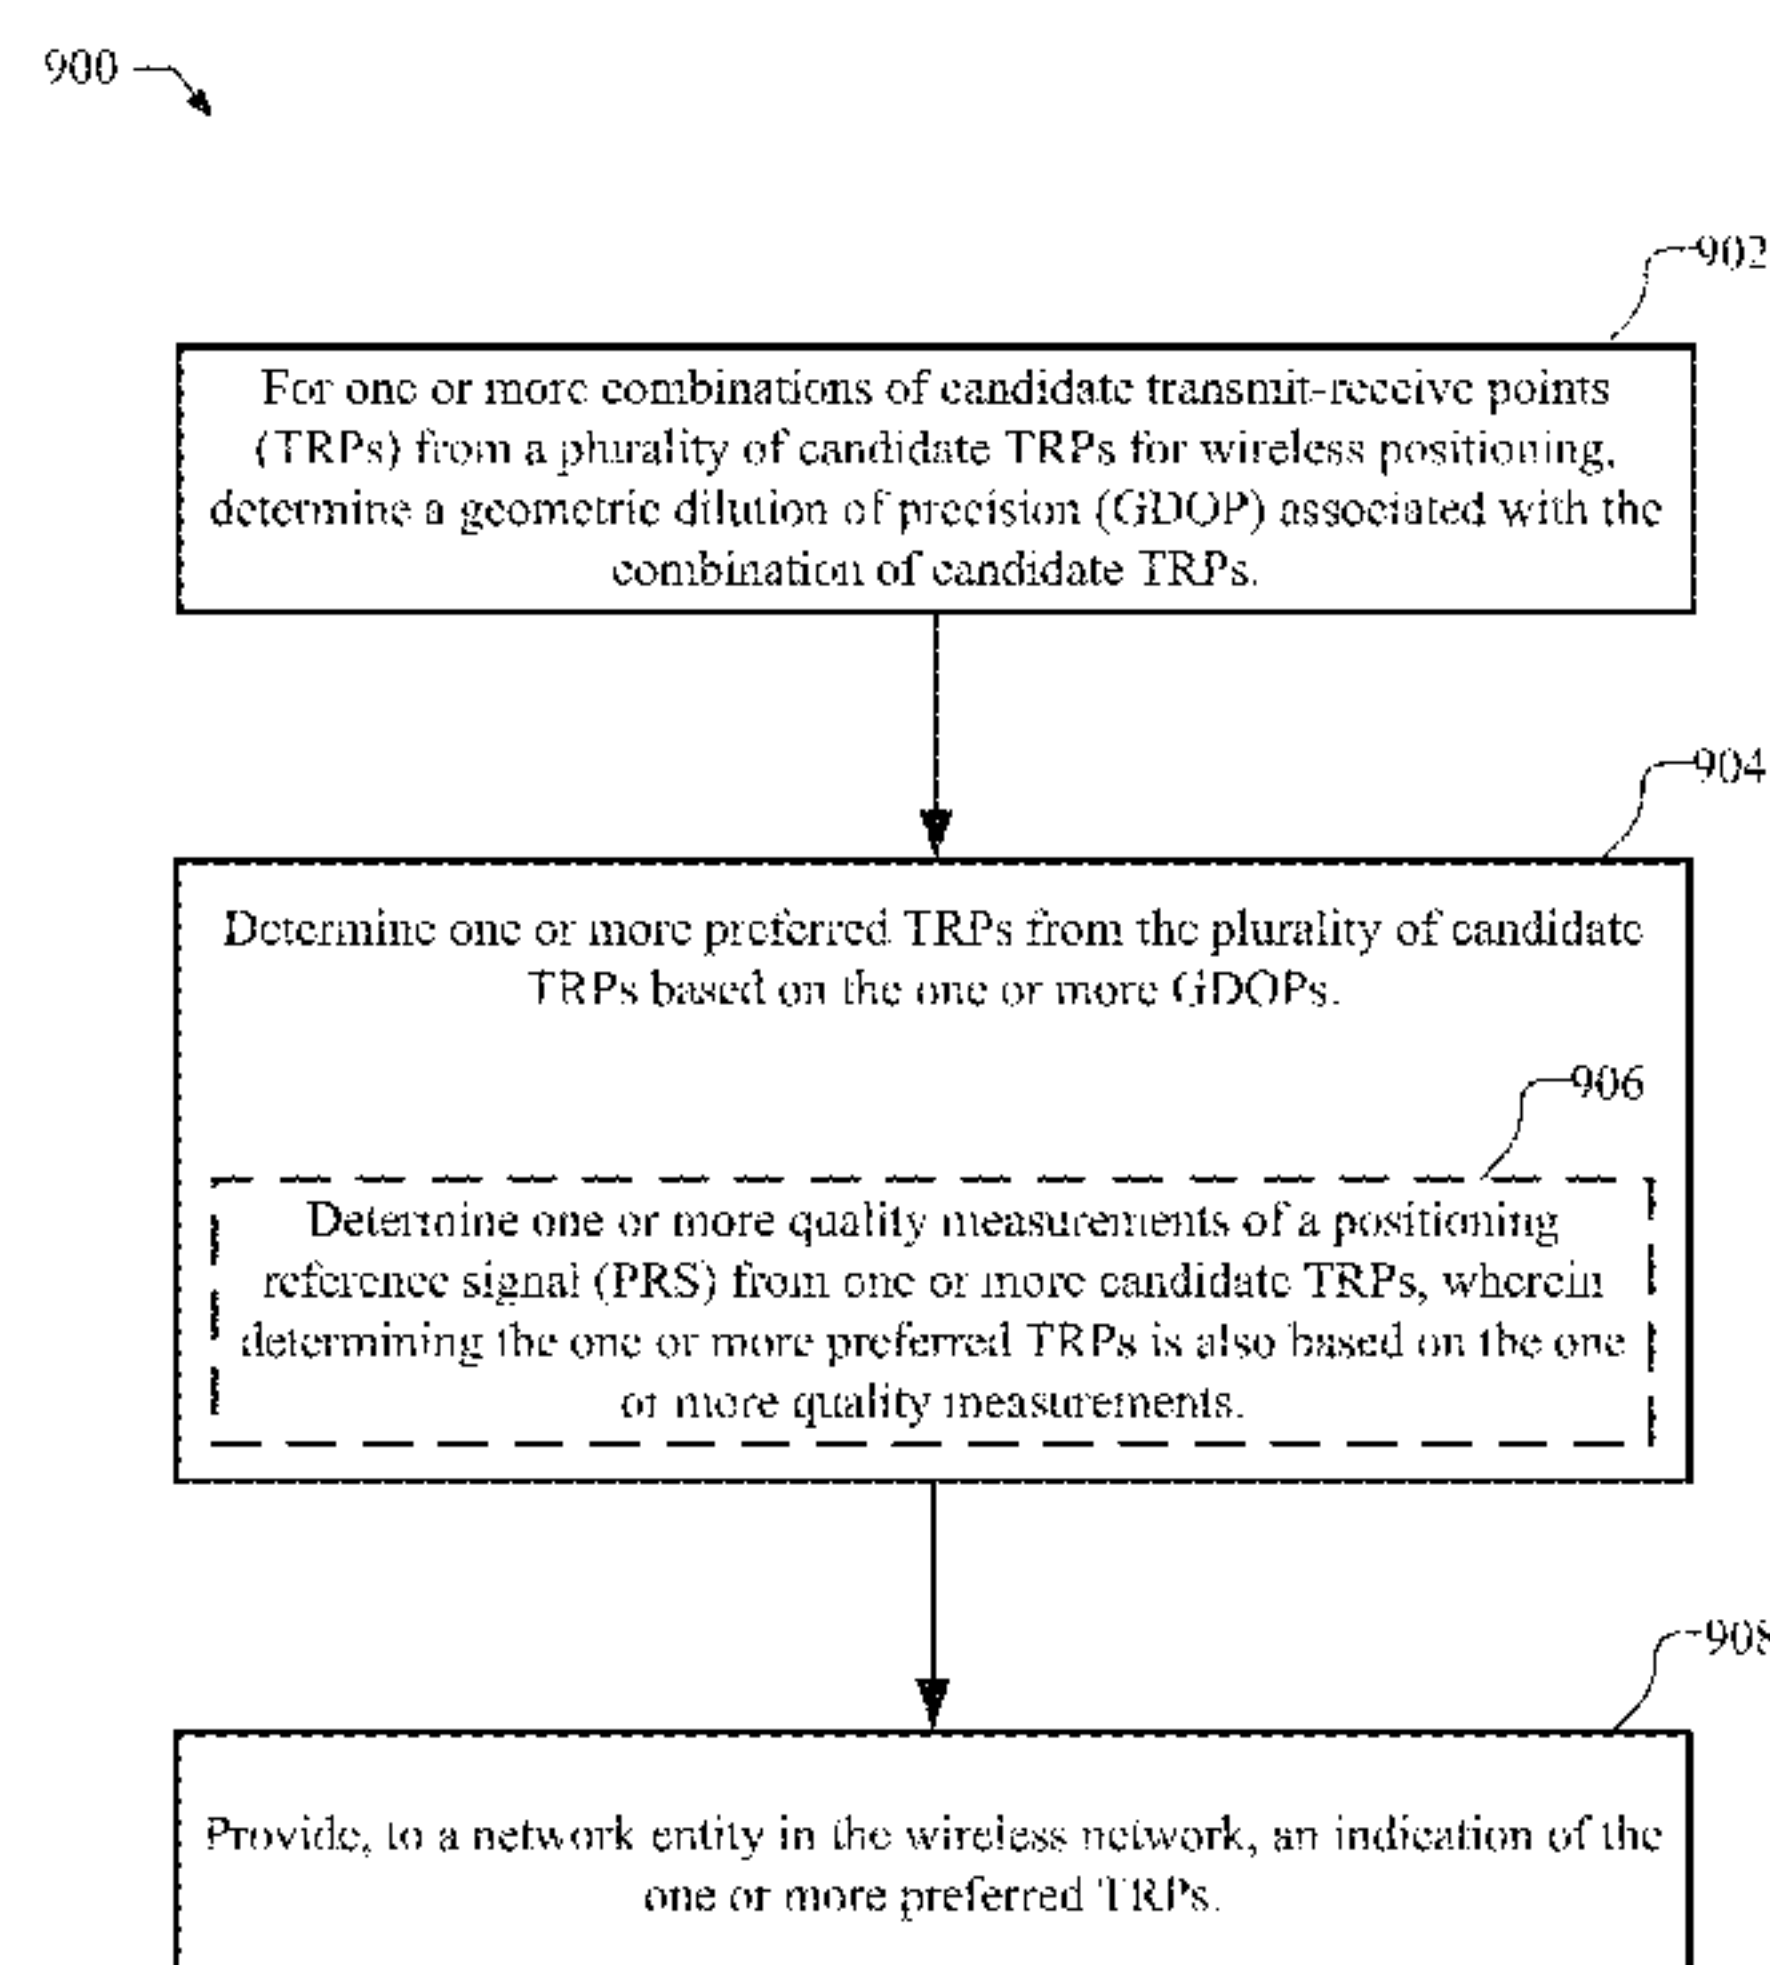 900
902
For one or more combinations of candidate transmit-receive points
(TRPs) from a plurality of candidate TRPs for wireless positioning,
determine a geometric dilution of precision (GDOP) associated with the
combination of candidate TRPs.
904
Determine one or more preferred TRPs from the plurality of candidate
TRPs based on the one or more GDOPs.
906
Determine one or more quality measurements of a positioning
reference signal (PRS) from one or more candidate TRPs, wherein
determining the one or more preferred TRPs is also based on the one
or more quality measurements.
908
Provide, to a network entity in the wireless network, an indication of the
one or more preferred TRPs.